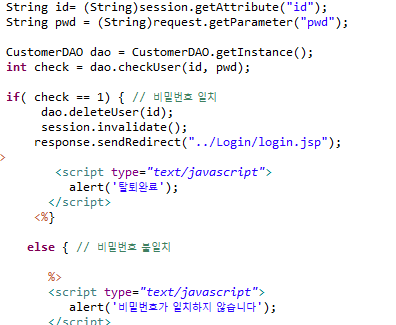 String id= (String)session.getAttribute("id");
String pwd = (String)request.getParameter("pwd");
CustomerDAO dao = CustomerDAO.getInstance();
int check = dao.checkUser(id, pwd);
if( check == 1) { // 비밀번호 일치
dao.deleteUser(id);
session.invalidate();
response.sendRedirect("../Login/login.jsp");
>
<script type="text/javascript">
alert('탈퇴완료');
</script>
<%}
else { // 비밀번호 불일치
%>
<script type="text/javascript">
alert('비밀번호가 일치하지 않습니다');
</script>